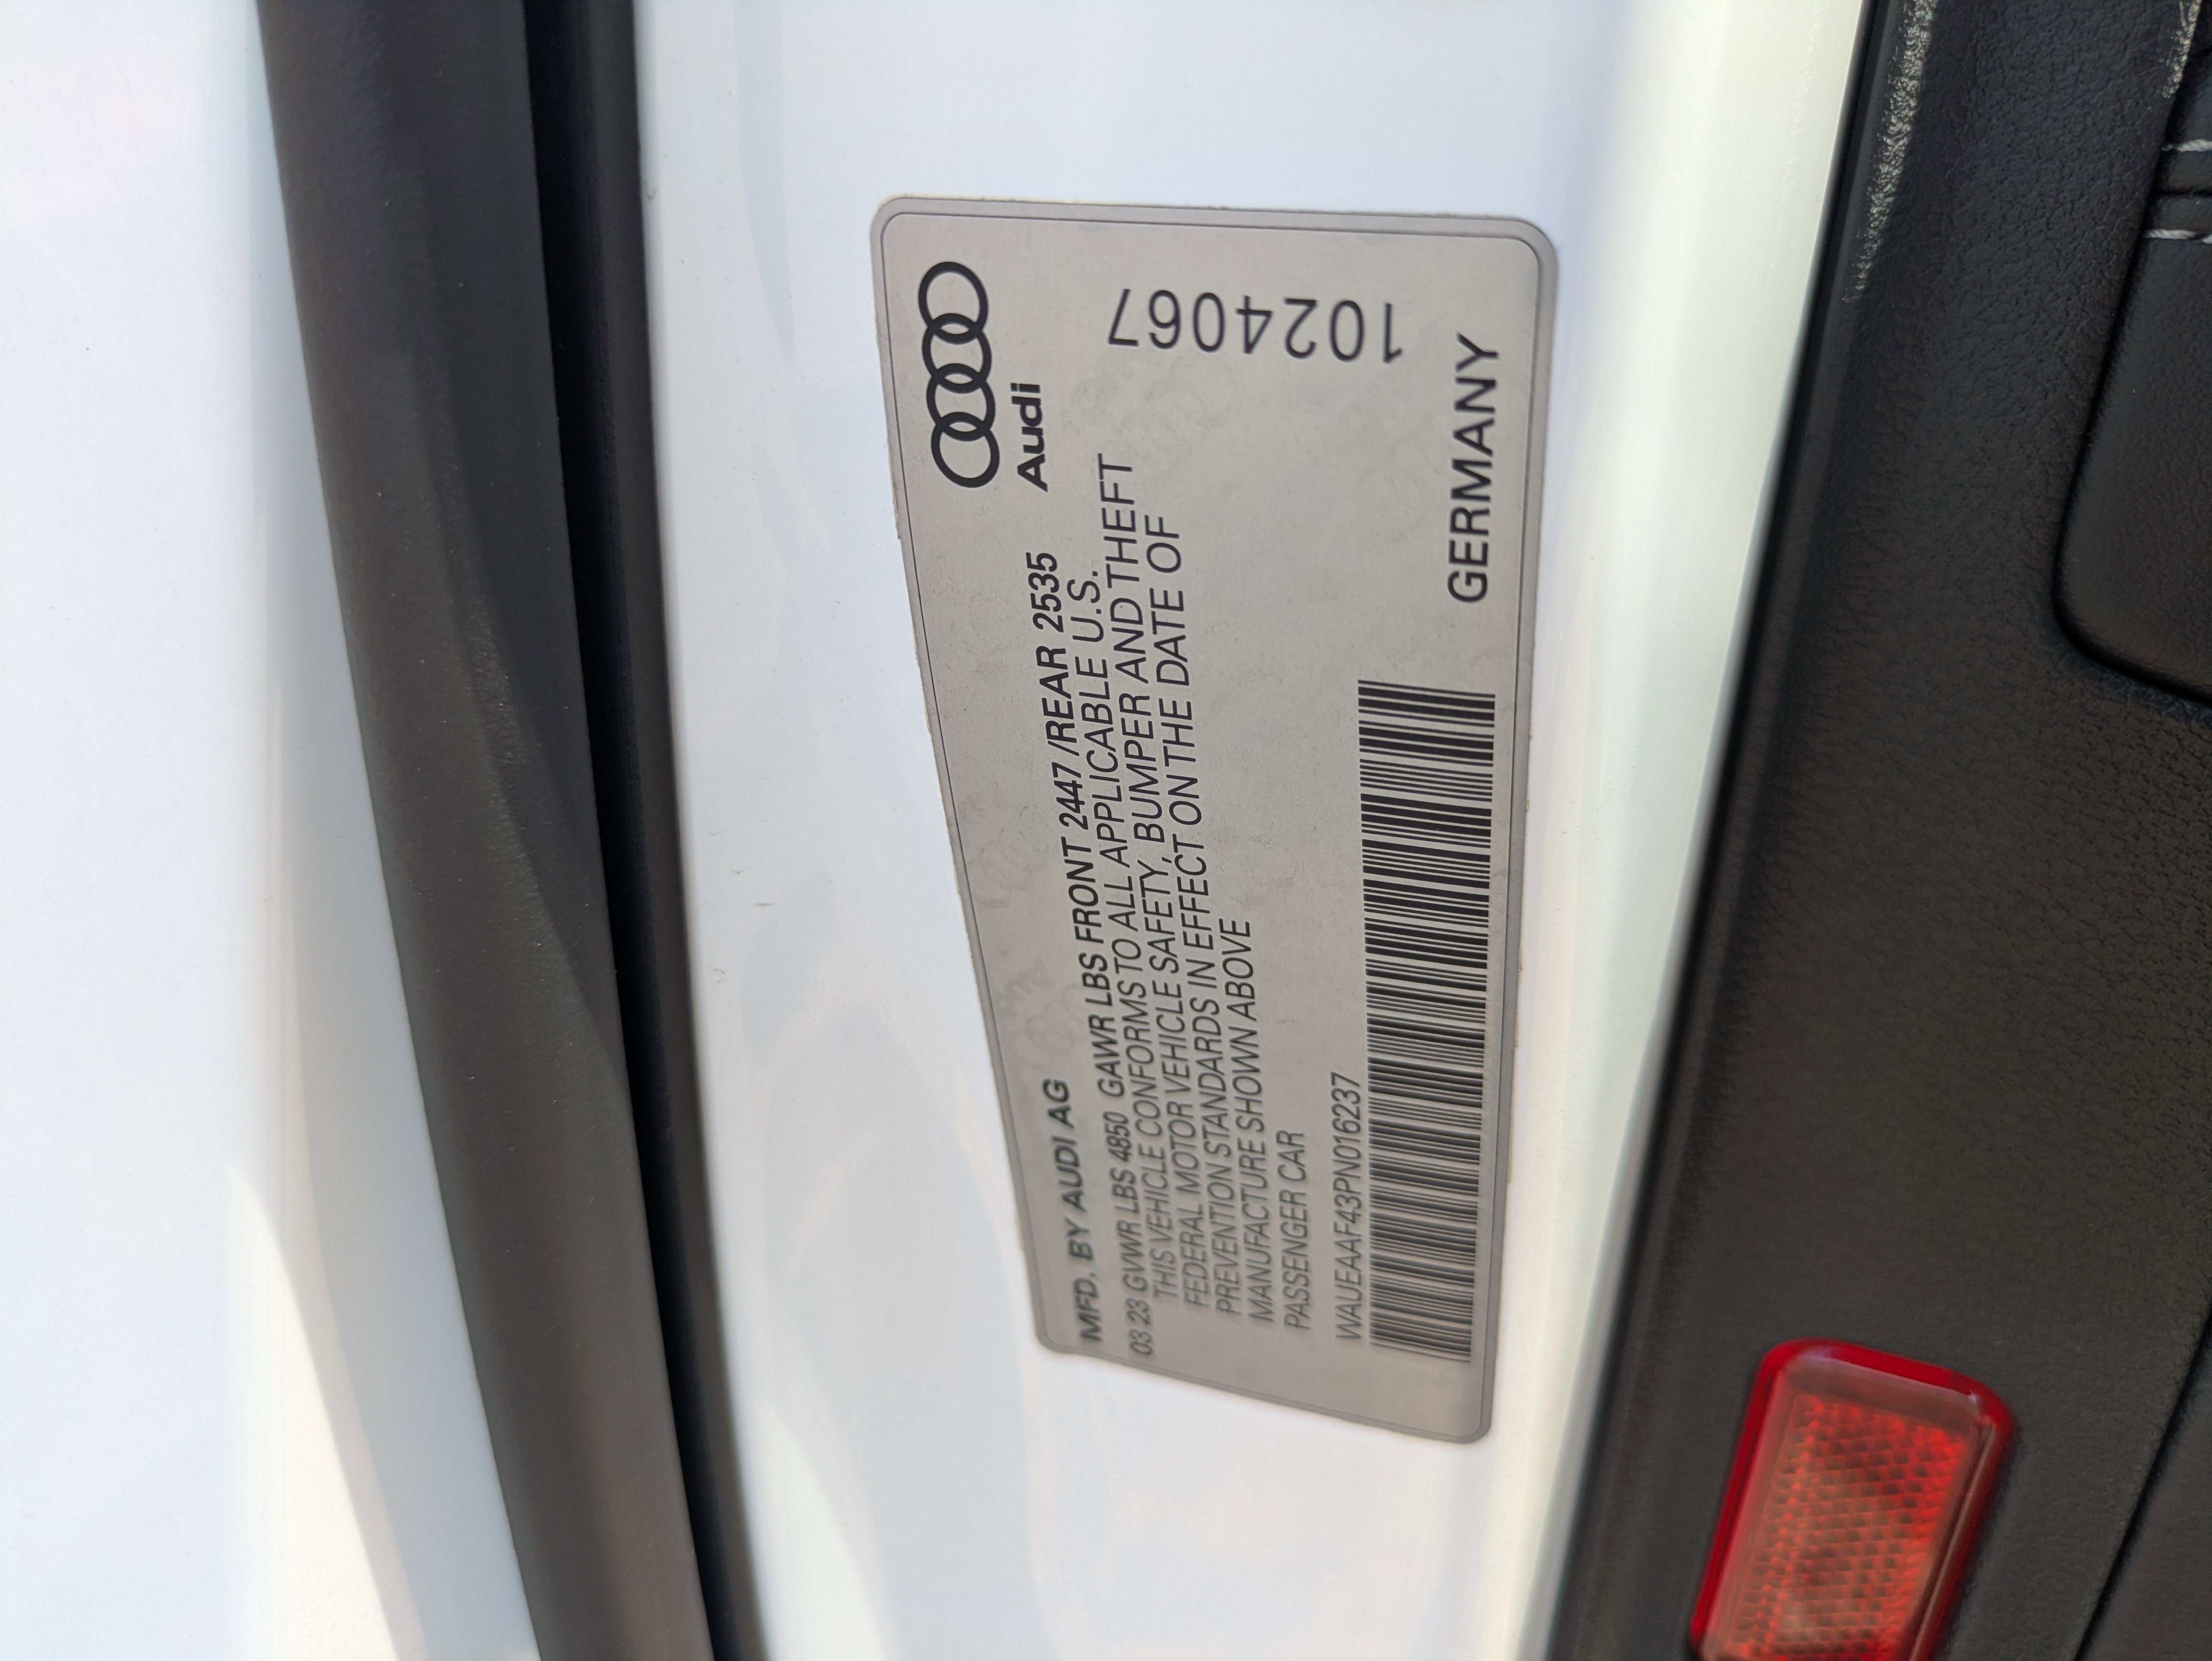 Audi
MFD. BY AUDI AG
03 23 GVWR LBS 4850 GAWR LBS FRONT 2447/REAR 2535
THIS VEHICLE CONFORMS TO ALL APPLICABLE U.S.
FEDERAL MOTOR VEHICLE SAFETY, BUMPER AND THEFT
PREVENTION STANDARDS IN EFFECT ON THE DATE OF
MANUFACTURE SHOWN ABOVE
PASSENGER CAR
1024067
WAUEAAF43PN016237
GERMANY